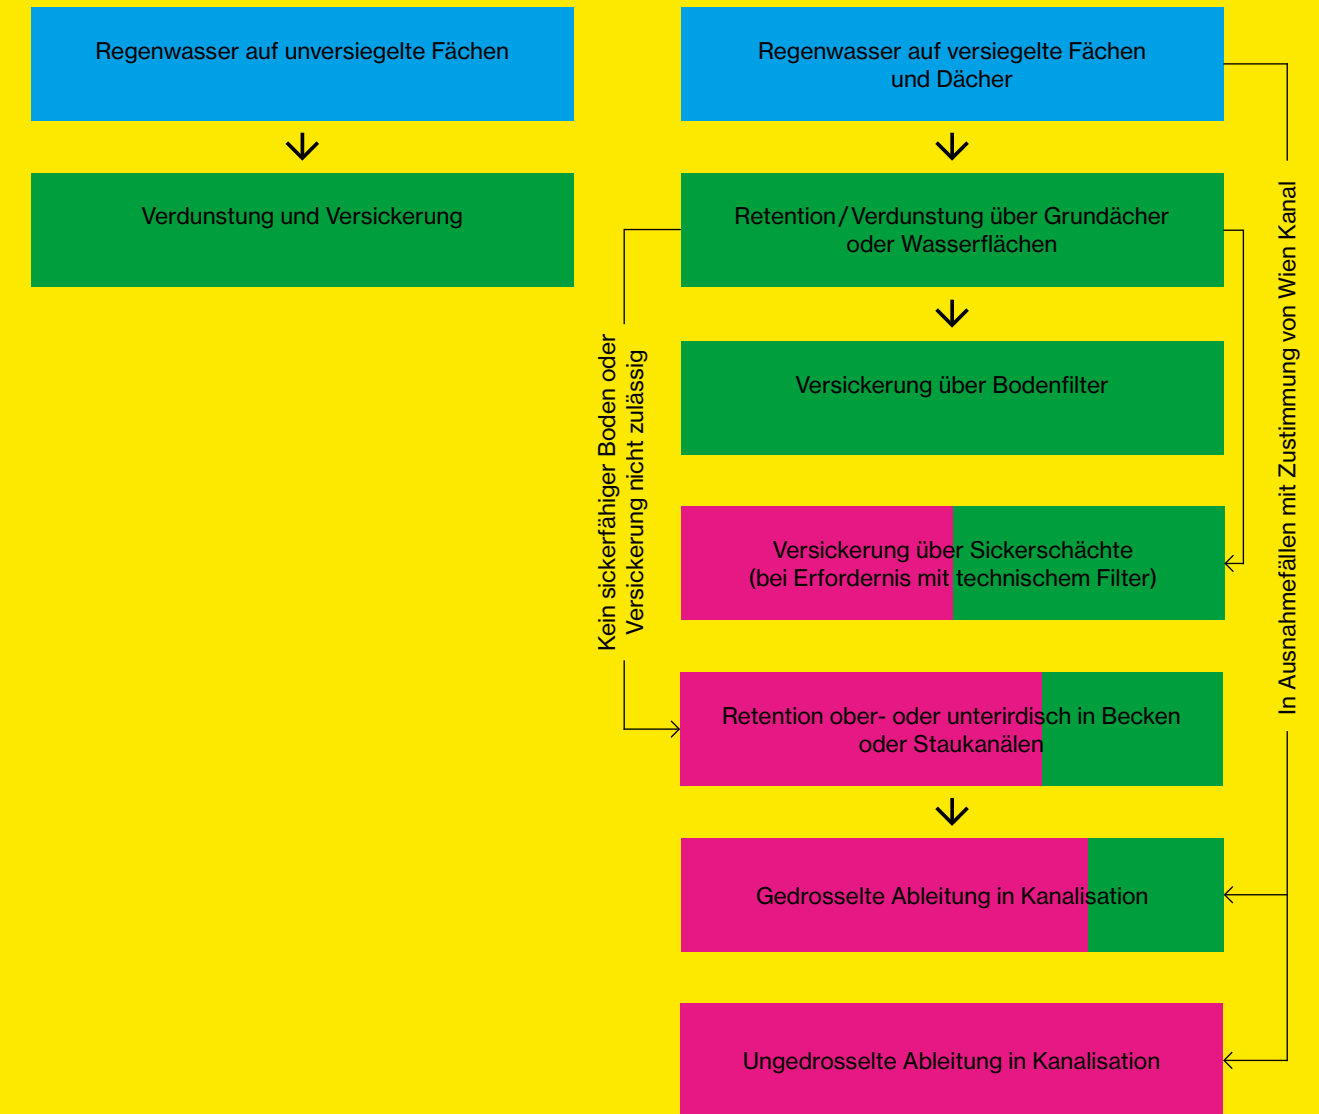 Regenwasser auf unversiegelte Fächen
Regenwasser auf versiegelte Fächen
und Dächer
Verdunstung und Versickerung
Retention/Verdunstung über Grundächer
oder Wasserflächen
Versickerung über Bodenfilter
Kein sickerfähiger Boden oder
Versickerung nicht zulässig
Versickerung über Sickerschächte
(bei Erfordernis mit technischem Filter)
In Ausnahmefällen mit Zustimmung von Wien Kanal
Retention ober- oder unterirdisch in Becken
oder Staukanälen
Gedrosselte Ableitung in Kanalisation
Ungedrosselte Ableitung in Kanalisation